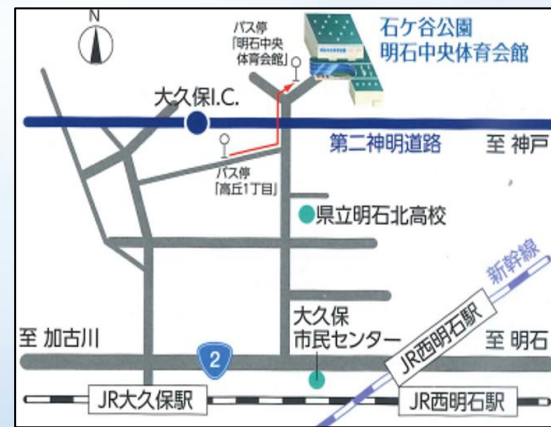 N
バス停
「明石中央
体育会館」
石ケ谷公園
明石中央体育会館
大久保I.C.
第二神明道路
至 神戸
バス停
「高丘1丁目」
県立明石北高校
新幹線
大久保
市民センター
至 加古川
2
JR西明石駅
至 明石
JR大久保駅
JR西明石駅